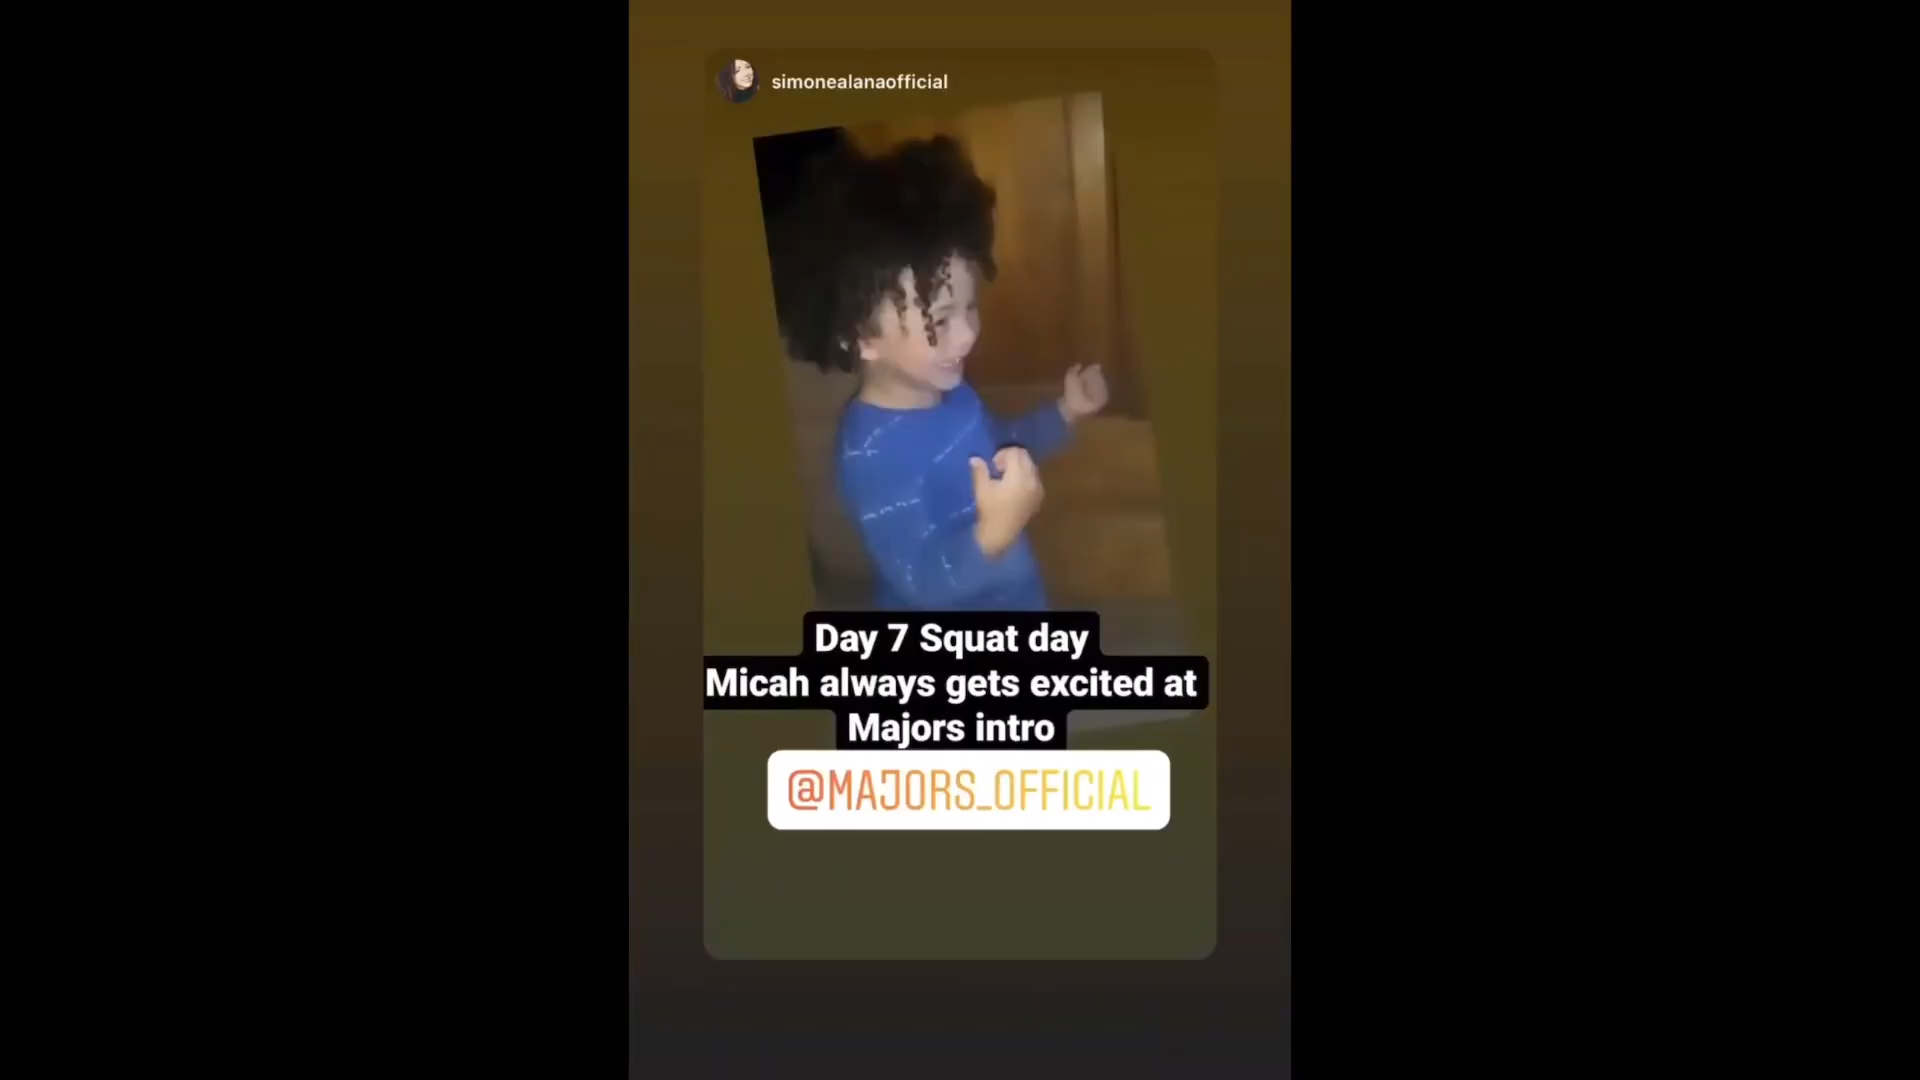 simonealanaofficial
Day 7 Squat day
Micah always gets excited at
Majors intro
@MAJORS_OFFICIAL